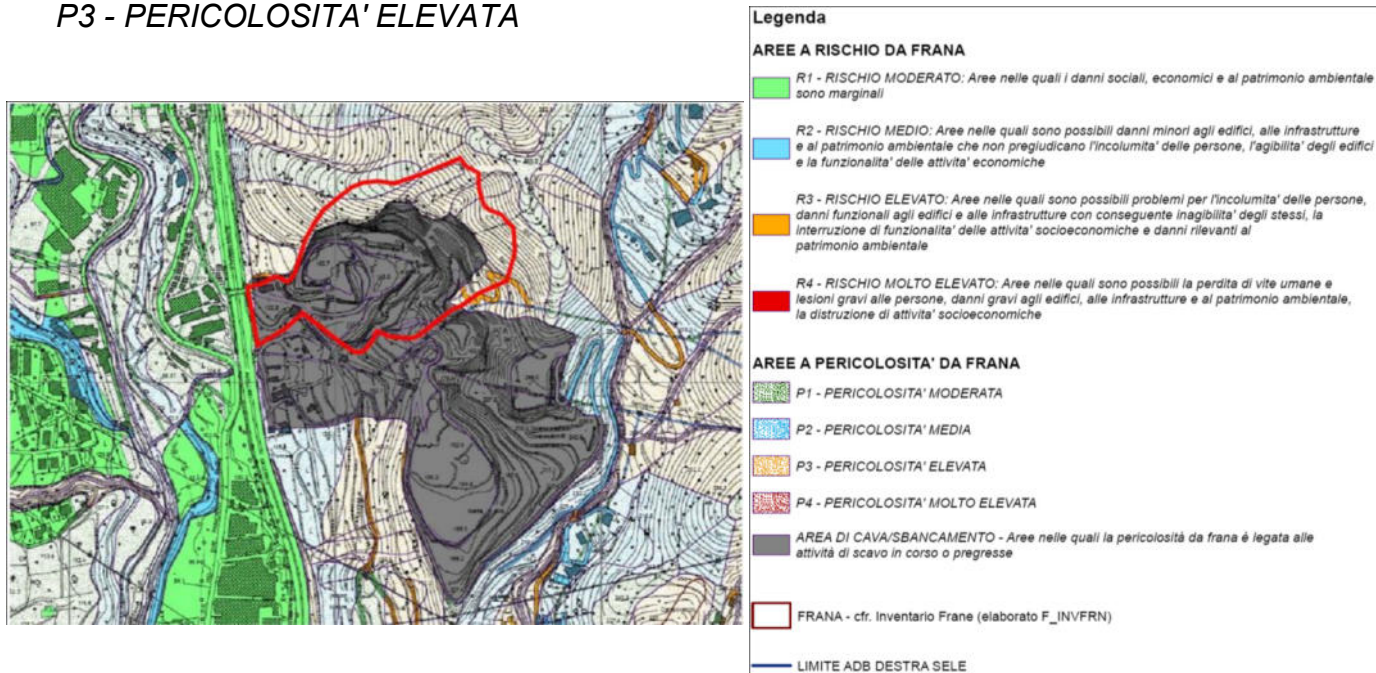 P3 - PERICOLOSITA' ELEVATA
Legenda
AREE A RISCHIO DA FRANA
R1 - RISCHIO MODERATO: Aree nelle quali i danni sociali, economici e al patrimonio ambientale
sono marginali
R2 - RISCHIO MEDIO: Aree nelle quali sono possibili danni minori agli edifici, alle infrastrutture
e al patrimonio ambientale che non pregiudicano l'incolumita' delle persone, l'agibilita' degli edifici
e la funzionalita' delle attivita' economiche
R3 - RISCHIO ELEVATO: Aree nelle quali sono possibili problemi per l'incolumita' delle persone,
danni funzionali agli edifici e alle infrastrutture con conseguente inagibilita' degli stessi, la
interruzione di funzionalita' delle attivita' socioeconomiche e danni rilevanti al
patrimonio ambientale
R4 - RISCHIO MOLTO ELEVATO: Aree nelle quali sono possibili la perdita di vite umane e
lesioni gravi alle persone, danni gravi agli edifici, alle infrastrutture e al patrimonio ambientale,
la distruzione di attivita' socioeconomiche
AREE A PERICOLOSITA' DA FRANA
P1 - PERICOLOSITA' MODERATA
P2 - PERICOLOSITA' MEDIA
P3 - PERICOLOSITA' ELEVATA
P4 - PERICOLOSITA' MOLTO ELEVATA
AREA DI CAVA/SBANCAMENTO - Aree nelle quali la pericolosità da frana è legata alle
attività di scavo in corso o pregresse
FRANA - cfr. Inventario Frane (elaborato F_INVFRN)
LIMITE ADB DESTRA SELE